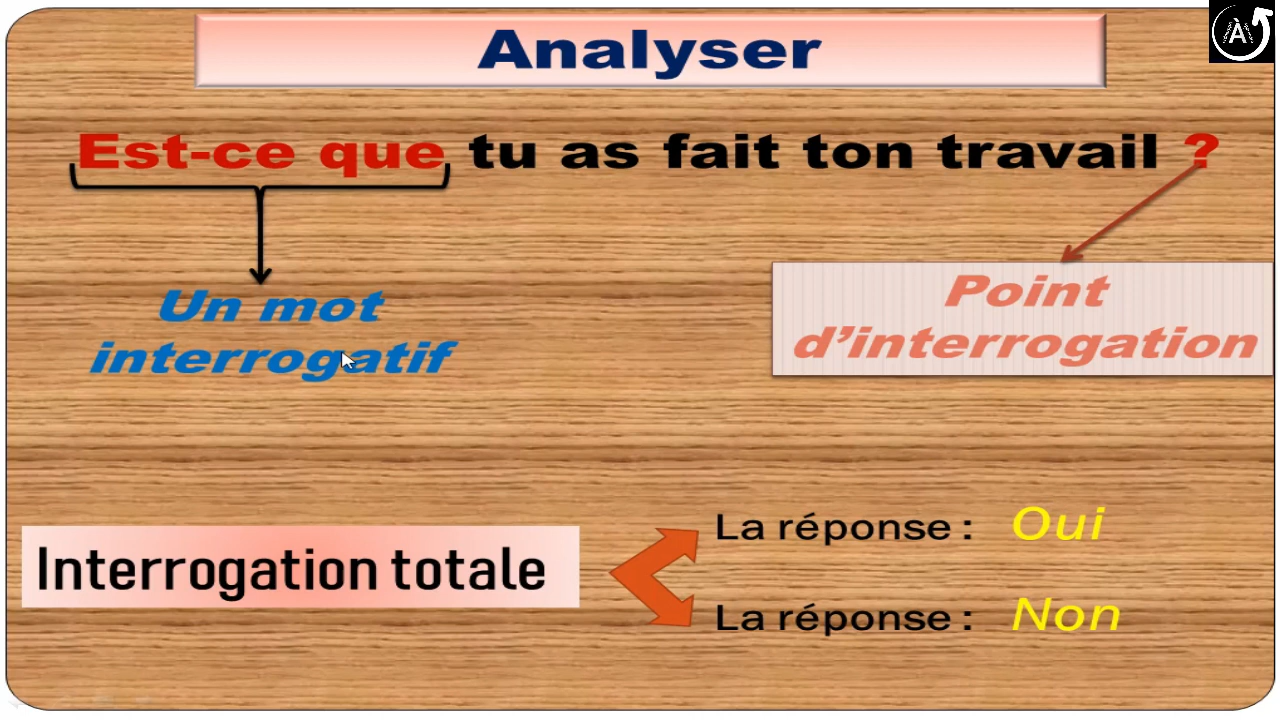 À
Analyser
Est-ce que tu as fait ton travail ?
Un mot
interrogatif
Point
d’interrogation
Interrogation totale
La réponse : Oui
La réponse : Non